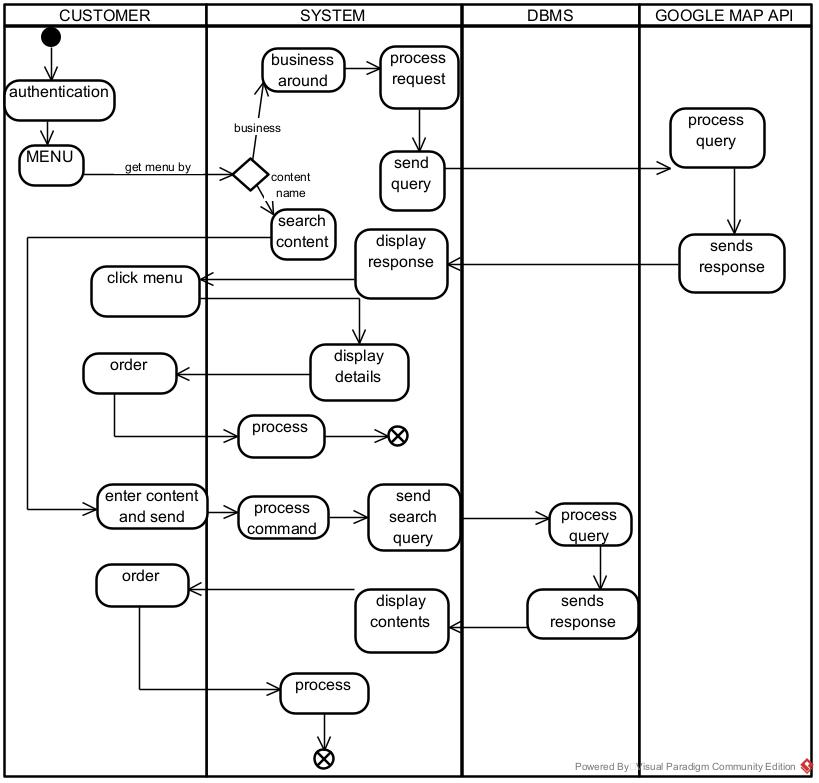 CUSTOMER
SYSTEM
DBMS
GOOGLE MAP API
authentication
MENU
get menu by
business
around
business
content
name
search
content
process
request
send
query
process
query
sends
response
display
response
click menu
display
details
order
process
enter content
and send
process
command
send
search
query
process
query
sends
response
display
contents
order
process
Powered By Visual Paradigm Community Edition